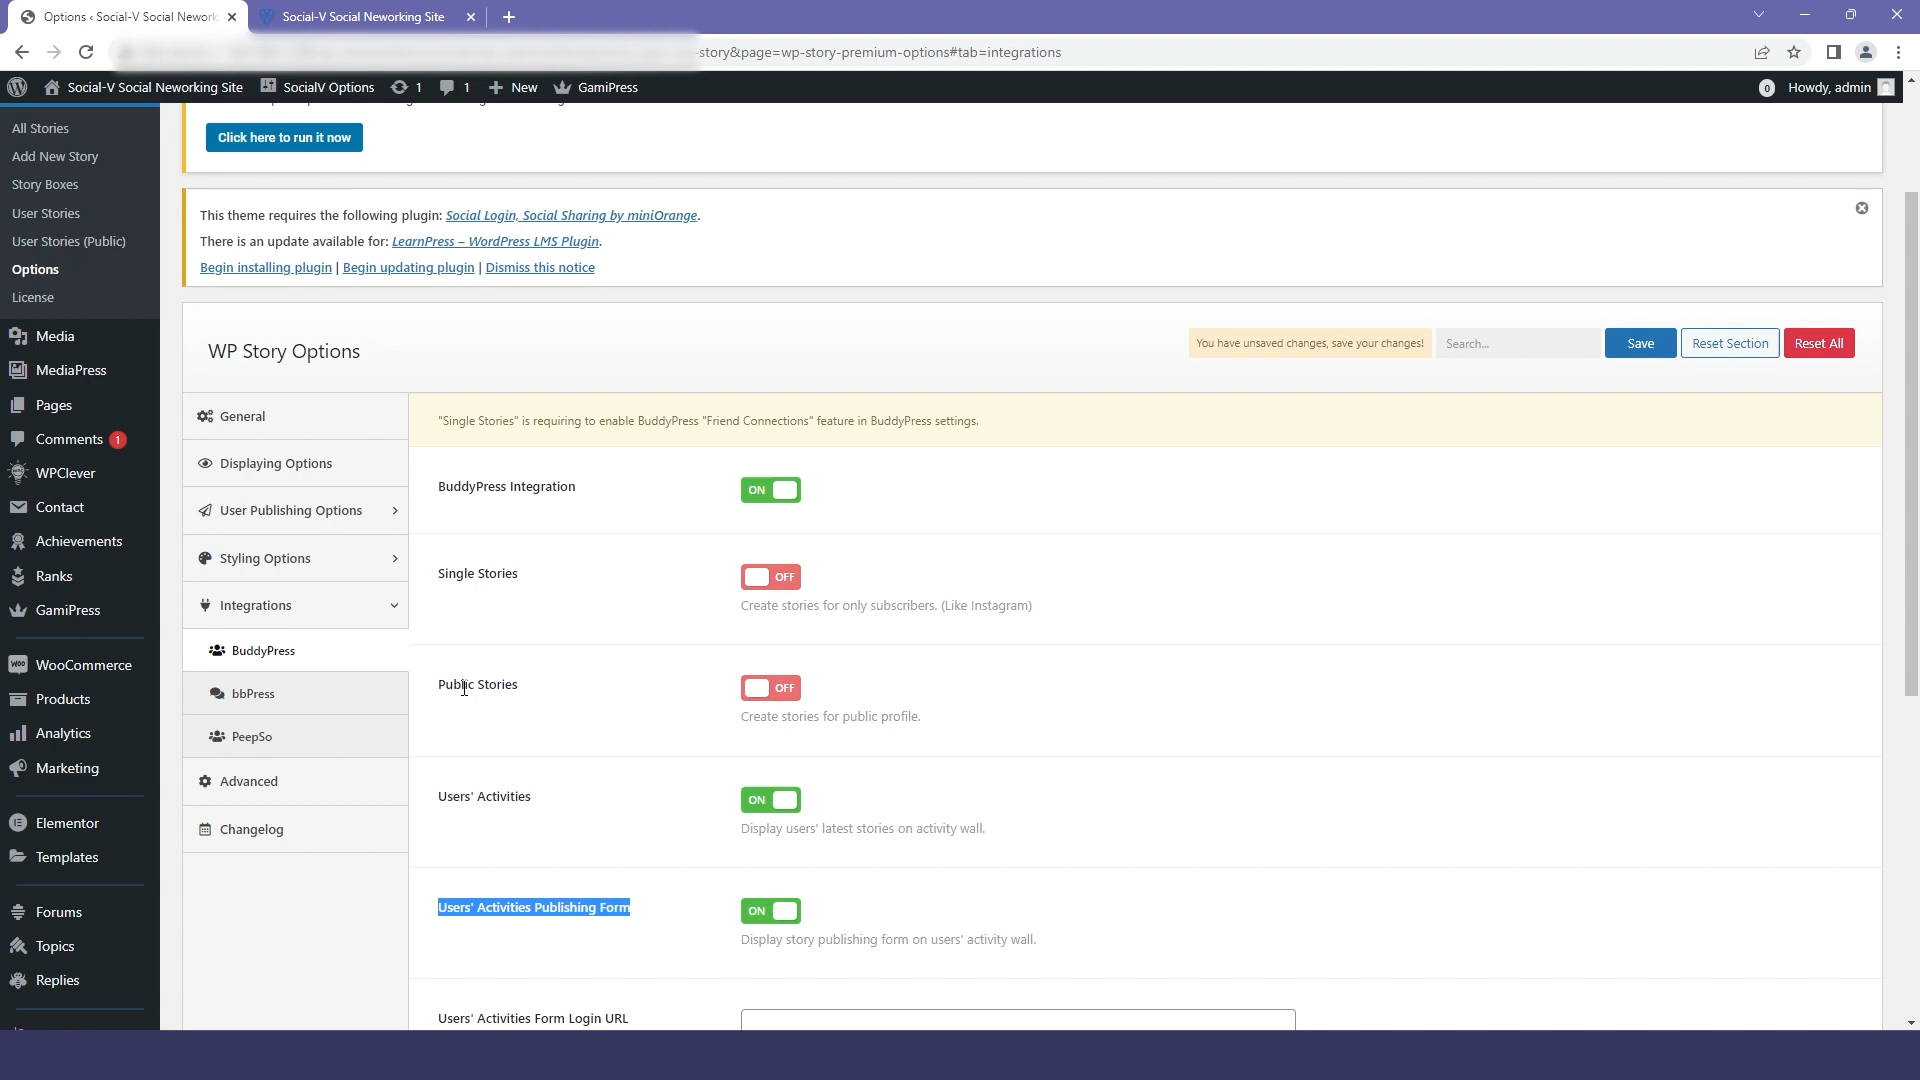 Options ‹ Social-V Social Nework
Social-V Social Neworking Site
-story&page=wp-story-premium-options#tab=integrations
Social-V Social Neworking Site
SocialV Options
1
1
New
GamiPress
0
Howdy, admin
All Stories
Add New Story
Story Boxes
User Stories
User Stories (Public)
Options
License
Media
MediaPress
Pages
Comments 1
WPClever
Contact
Achievements
Ranks
GamiPress
WooCommerce
Products
Analytics
Marketing
Elementor
Templates
Forums
Topics
Replies
Click here to run it now
This theme requires the following plugin: Social Login, Social Sharing by miniOrange.
There is an update available for: LearnPress – WordPress LMS Plugin.
Begin installing plugin | Begin updating plugin | Dismiss this notice
WP Story Options
You have unsaved changes, save your changes!
Search...
Save
Reset Section
Reset All
General
Displaying Options
User Publishing Options
Styling Options
Integrations
BuddyPress
bbPress
PeepSo
Advanced
Changelog
"Single Stories" is requiring to enable BuddyPress "Friend Connections" feature in BuddyPress settings.
BuddyPress Integration
ON
Single Stories
OFF
Create stories for only subscribers. (Like Instagram)
Public Stories
OFF
Create stories for public profile.
Users' Activities
ON
Display users' latest stories on activity wall.
Users' Activities Publishing Form
ON
Display story publishing form on users' activity wall.
Users' Activities Form Login URL